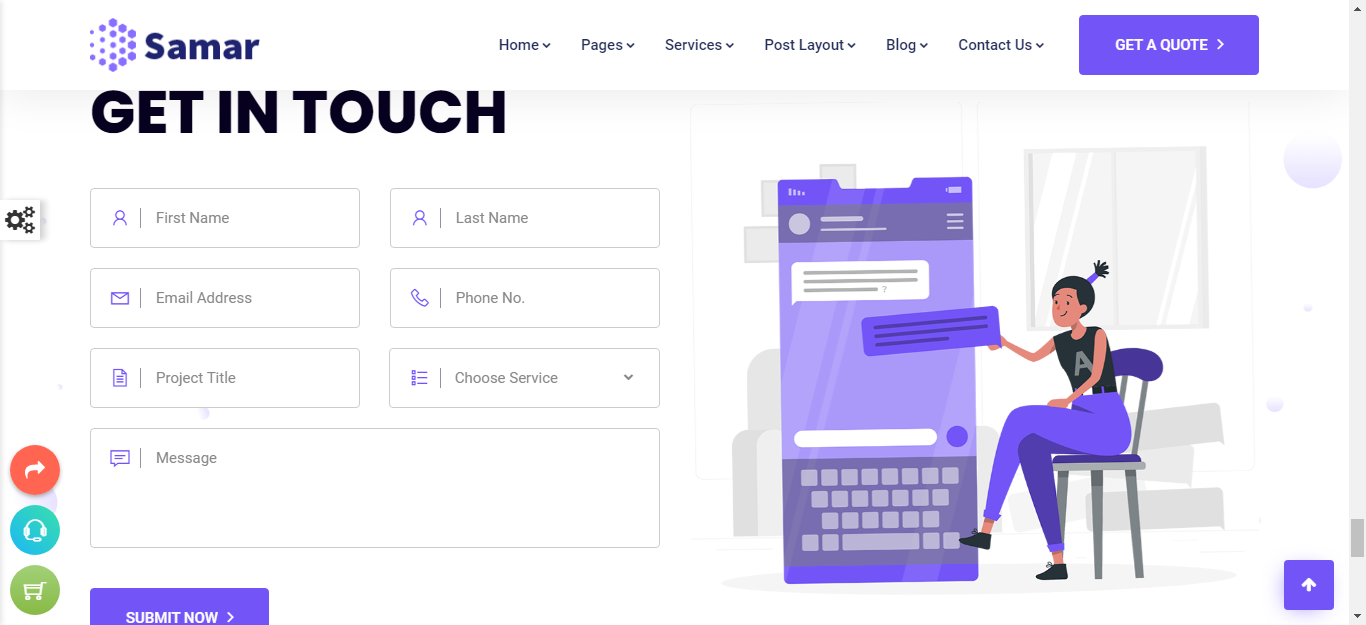 Samar
Home Pages Services Post Layout Blog Contact Us GET A QUOTE
GET IN TOUCH
First Name Last Name
Email Address Phone No.
Project Title Choose Service
Message
SUBMIT NOW
?
A